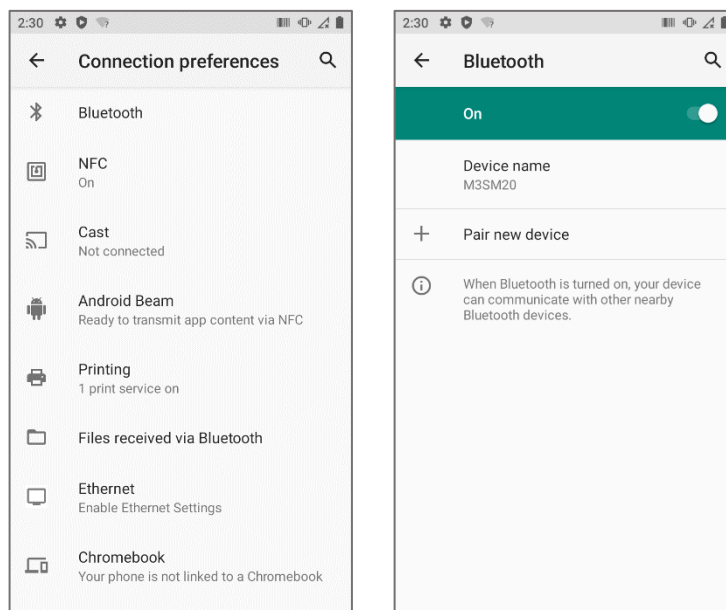 2:30
Connection preferences
Bluetooth
NFC
On
Cast
Not connected
Android Beam
Ready to transmit app content via NFC
Printing
1 print service on
Files received via Bluetooth
Ethernet
Enable Ethernet Settings
Chromebook
Your phone is not linked to a Chromebook
2:30
Bluetooth
On
Device name
M3SM20
Pair new device
When Bluetooth is turned on, your device
can communicate with other nearby
Bluetooth devices.